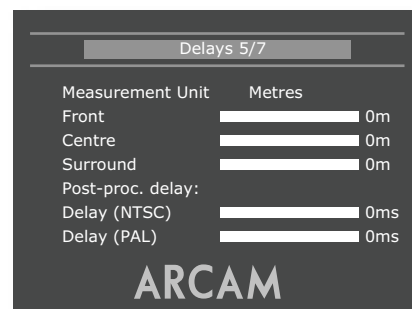 Delays 5/7
Measurement Unit Metres
Front 0m
Centre 0m
Surround 0m
Post-proc. delay:
Delay (NTSC) 0ms
Delay (PAL) 0ms
ARCAM